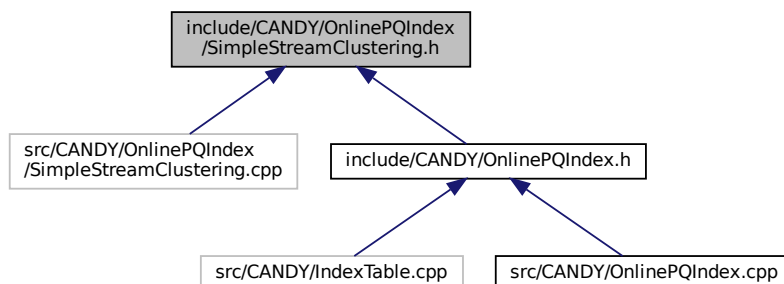 include/CANDY/OnlinePQIndex
/SimpleStreamClustering.h
src/CANDY/OnlinePQIndex
/SimpleStreamClustering.cpp
include/CANDY/OnlinePQIndex.h
src/CANDY/IndexTable.cpp
src/CANDY/OnlinePQIndex.cpp